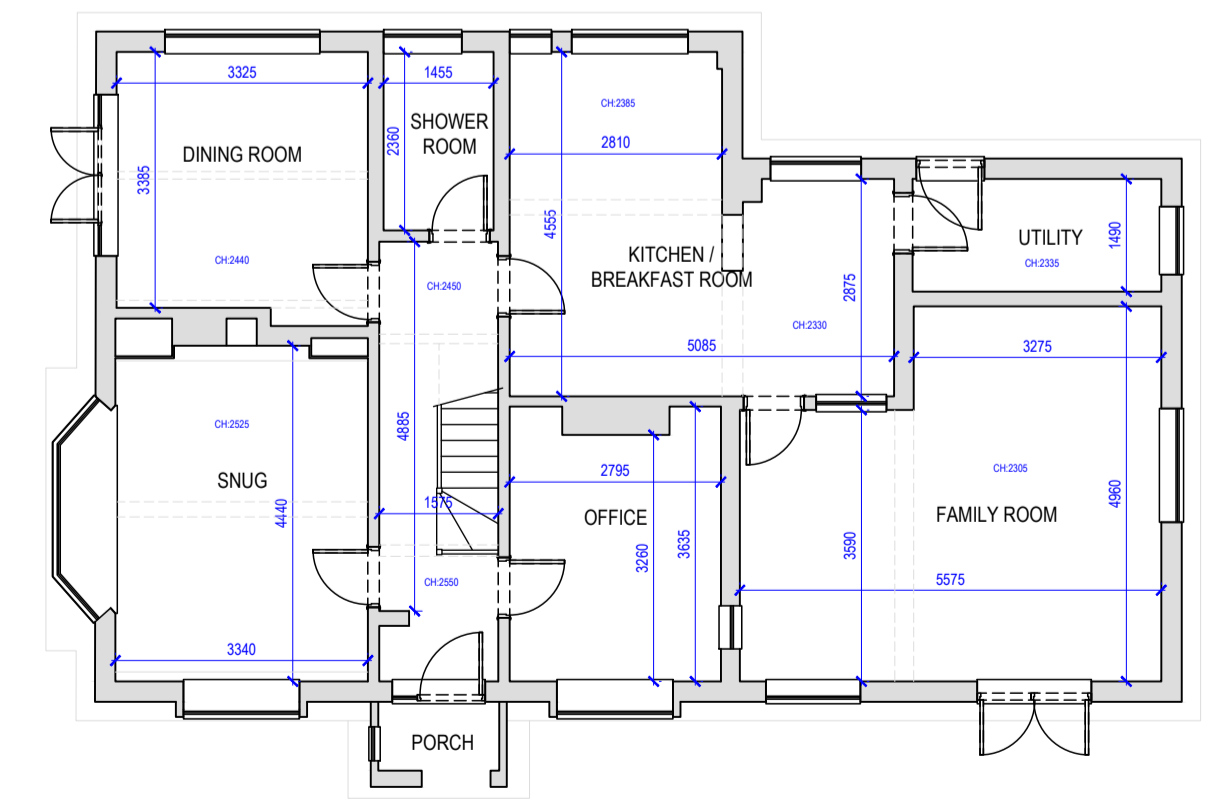 3325
1455
CH:2385
SHOWER
ROOM
2360
2810
DINING ROOM
3385
4555
KITCHEN /
BREAKFAST ROOM
UTILITY
1490
CH:2335
CH:2440
CH:2450
2875
CH:2330
5085
3275
CH:2525
4885
SNUG
4440
1575
2795
OFFICE
3260
3635
CH:2305
4960
FAMILY ROOM
3590
5575
CH:2550
3340
PORCH